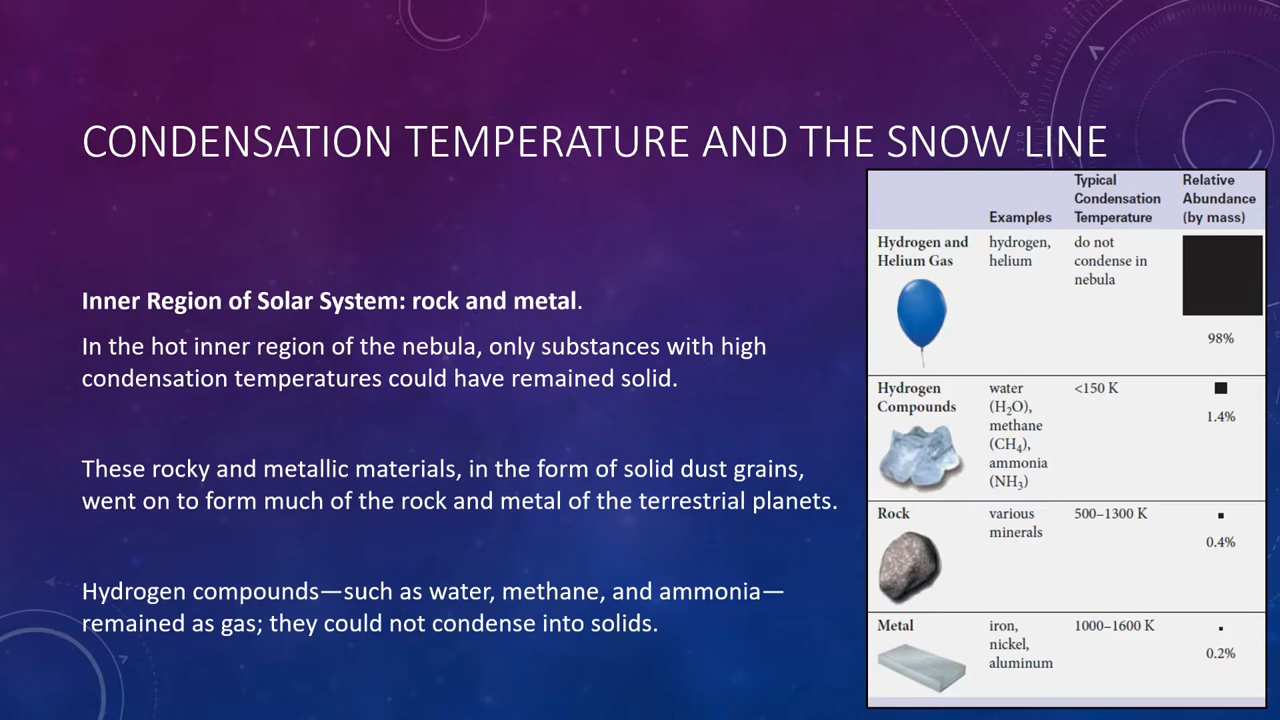 CONDENSATION TEMPERATURE AND THE SNOW LINE
Inner Region of Solar System: rock and metal.
In the hot inner region of the nebula, only substances with high
condensation temperatures could have remained solid.
These rocky and metallic materials, in the form of solid dust grains,
went on to form much of the rock and metal of the terrestrial planets.
Hydrogen compounds—such as water, methane, and ammonia—
remained as gas; they could not condense into solids.
Examples
Typical
Condensation
Temperature
Relative
Abundance
(by mass)
Hydrogen and
Helium Gas
hydrogen,
helium
do not
condense in
nebula
98%
Hydrogen
Compounds
water
(H₂O),
methane
(CH₄),
ammonia
(NH₃)
<150 K
1.4%
Rock
various
minerals
500–1300 K
0.4%
Metal
iron,
nickel,
aluminum
1000–1600 K
0.2%